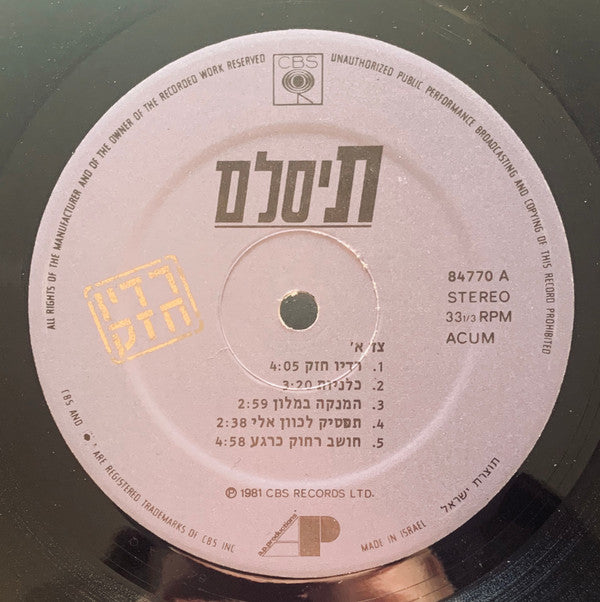 ALL RIGHTS OF THE MANUFACTURER AND OF THE OWNER OF THE RECORDED WORK RESERVED
CBS
UNAUTHORIZED PUBLIC PERFORMANCE BROADCASTING AND COPYING OF THIS RECORD PROHIBITED
תיסלם
רדיו
חזק
84770 A
STEREO
33 1/3 RPM
ACUM
צד א'
1. רדיו חזק 4:05
2. כלניות 3:20
3. המנקה במלון 2:59
4. תפסיק לכוון אלי 2:38
5. חושב רחוק כרגע 4:58
℗ 1981 CBS RECORDS LTD.
CBS AND ARE REGISTERED TRADEMARKS OF CBS INC
a.p. productions
AP
MADE IN ISRAEL
תוצרת ישראל